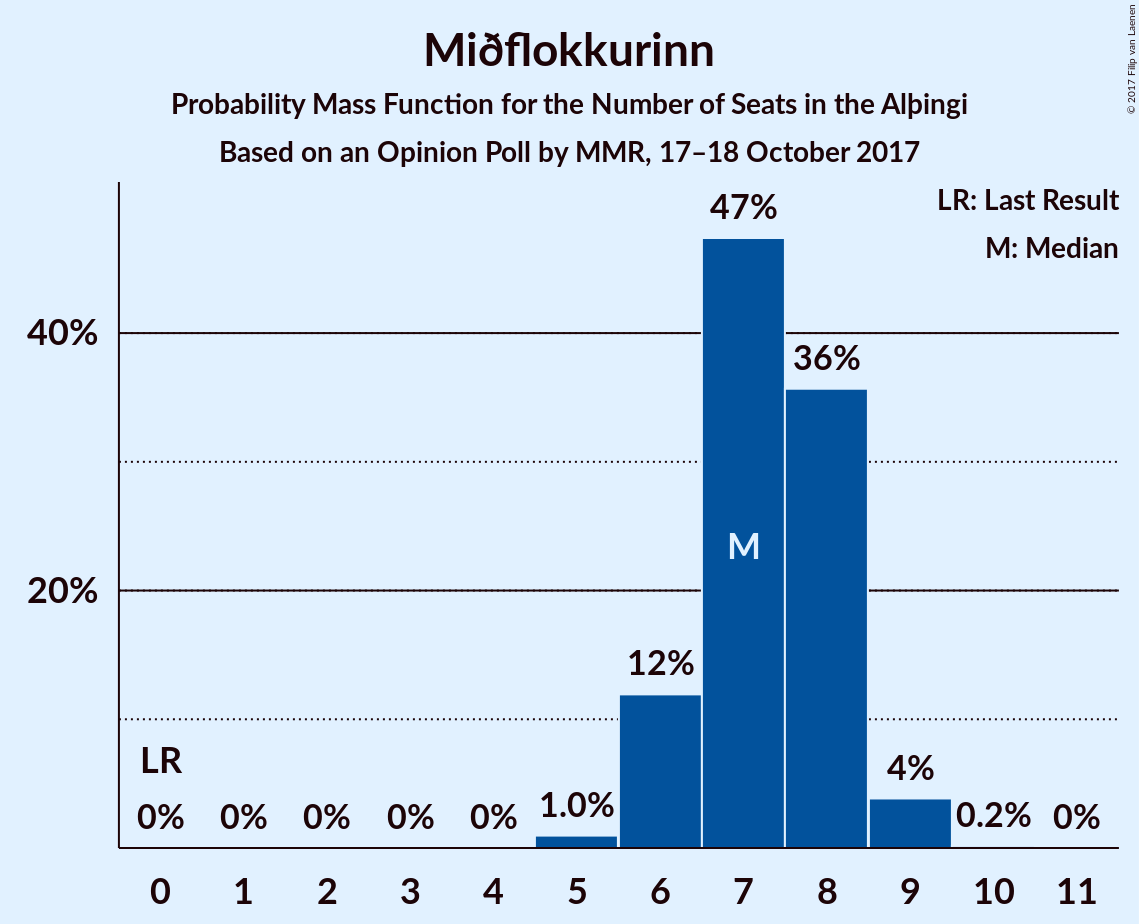 Miðflokkurinn
Probability Mass Function for the Number of Seats in the Alþingi
Based on an Opinion Poll by MMR, 17–18 October 2017
© 2017 Filip van Laenen
LR: Last Result
M: Median
47%
40%
36%
M
20%
12%
LR
4%
0% 0% 0% 0% 0% 1.0% 0.2% 0%
0 1 2 3 4 5 6 7 8 9 10 11